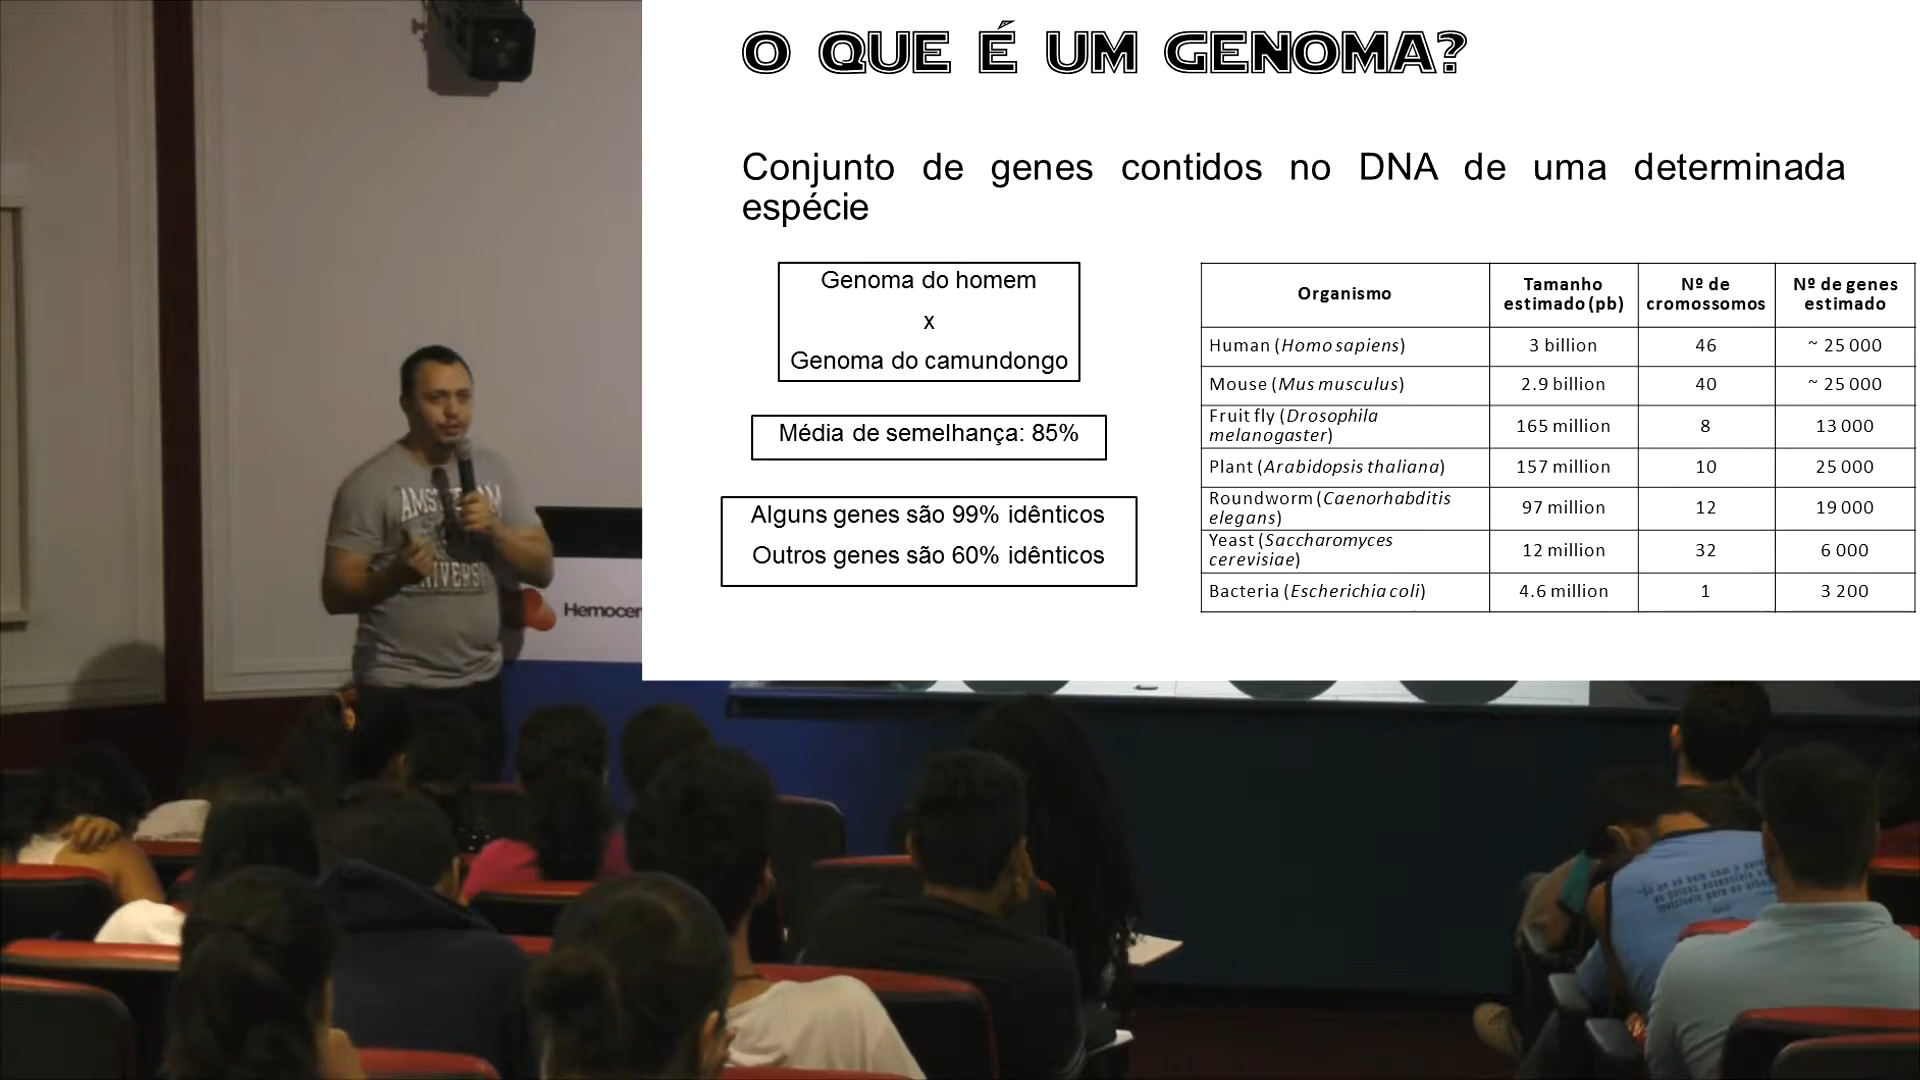 O QUE É UM GENOMA?
Conjunto de genes contidos no DNA de uma determinada
espécie
Genoma do homem
x
Genoma do camundongo
Média de semelhança: 85%
Alguns genes são 99% idênticos
Outros genes são 60% idênticos
Organismo Tamanho estimado (pb) Nº de cromossomos Nº de genes estimado
Human (Homo sapiens) 3 billion 46 ~ 25 000
Mouse (Mus musculus) 2.9 billion 40 ~ 25 000
Fruit fly (Drosophila melanogaster) 165 million 8 13 000
Plant (Arabidopsis thaliana) 157 million 10 25 000
Roundworm (Caenorhabditis elegans) 97 million 12 19 000
Yeast (Saccharomyces cerevisiae) 12 million 32 6 000
Bacteria (Escherichia coli) 4.6 million 1 3 200
Hemocen